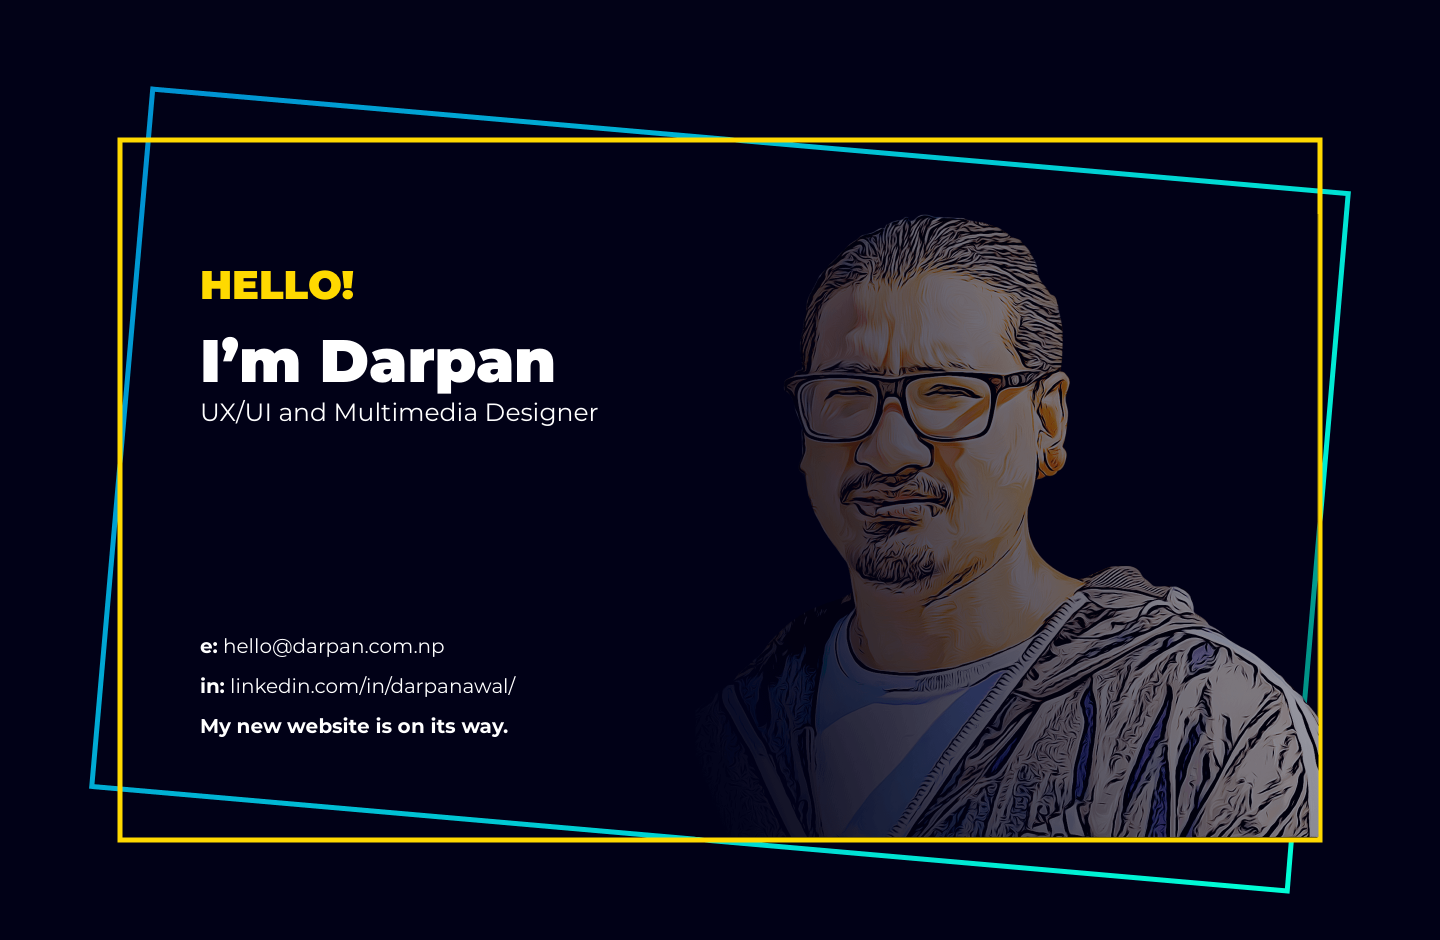 HELLO!
I’m Darpan
UX/UI and Multimedia Designer
e: hello@darpan.com.np
in: linkedin.com/in/darpanawal/
My new website is on its way.